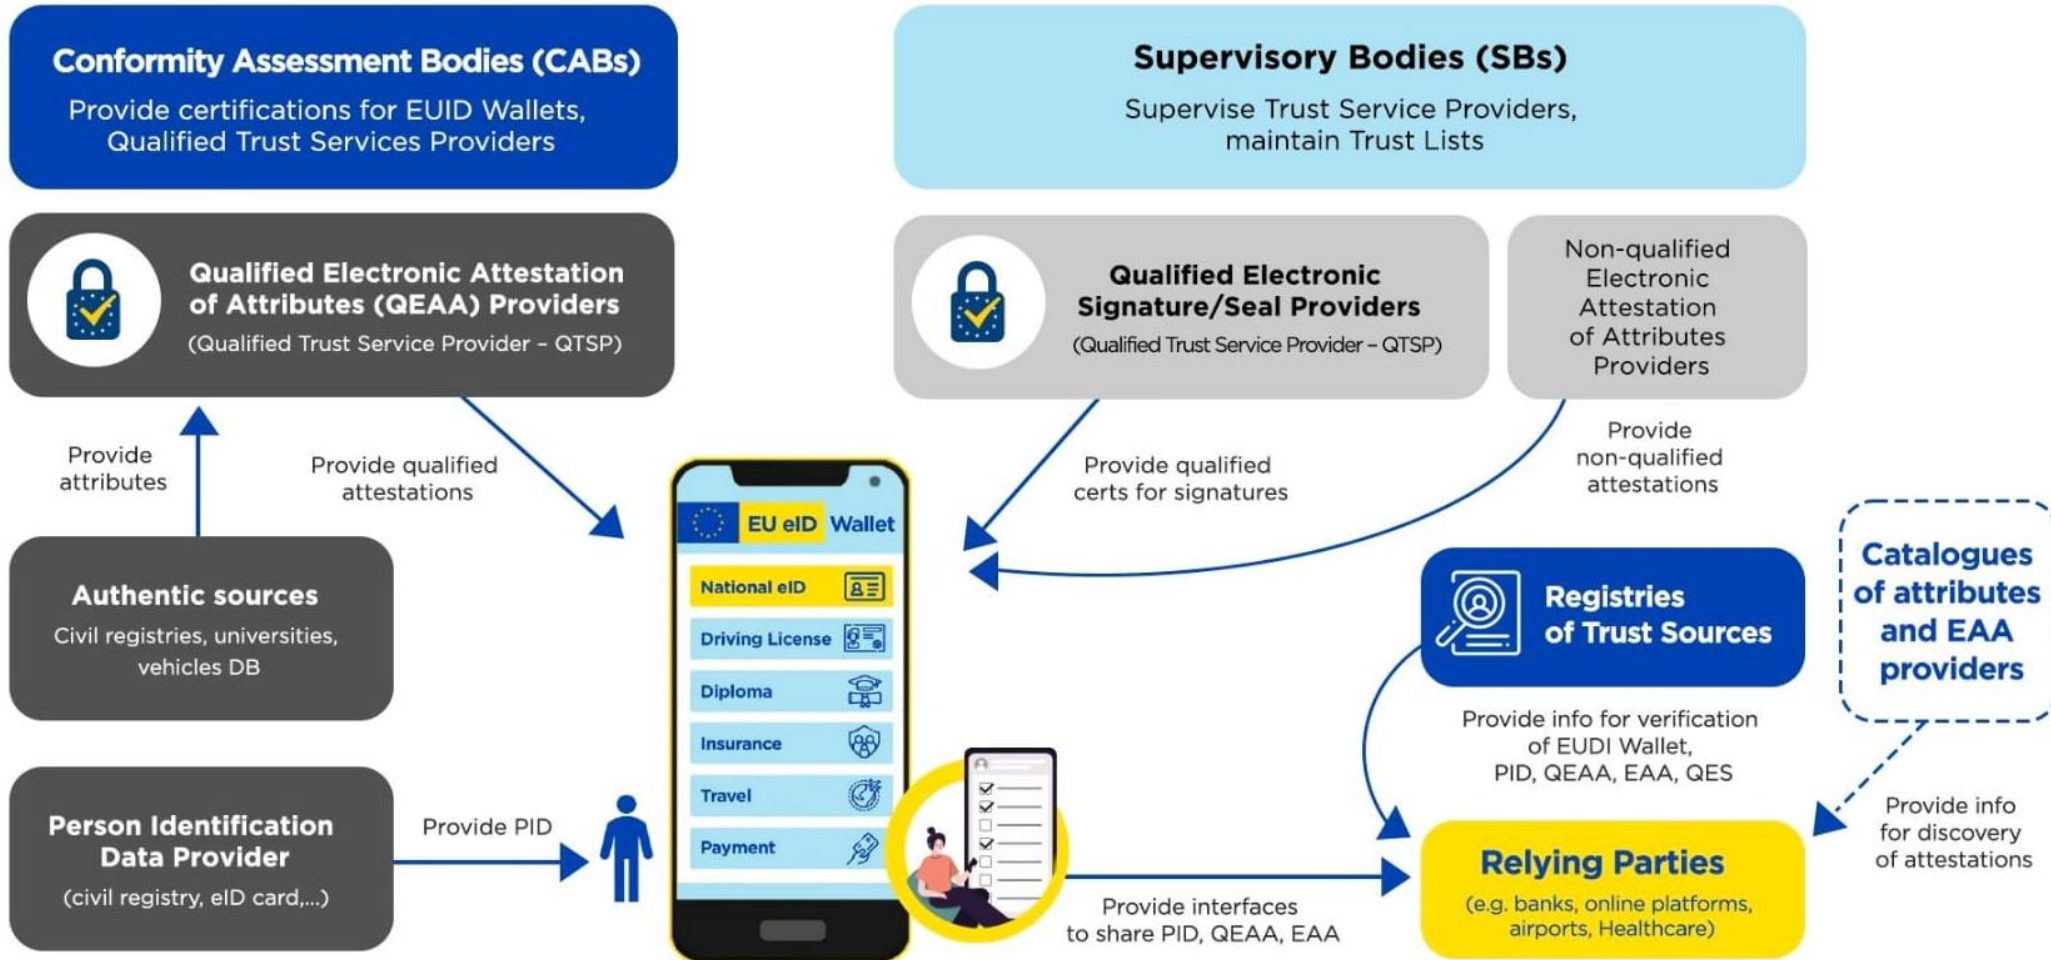 Conformity Assessment Bodies (CABs)
Provide certifications for EUID Wallets,
Qualified Trust Services Providers
Supervisory Bodies (SBs)
Supervise Trust Service Providers,
maintain Trust Lists
Qualified Electronic Attestation
of Attributes (QEAA) Providers
(Qualified Trust Service Provider – QTSP)
Qualified Electronic
Signature/Seal Providers
(Qualified Trust Service Provider – QTSP)
Non-qualified
Electronic
Attestation
of Attributes
Providers
Provide
attributes
Provide qualified
attestations
Provide qualified
certs for signatures
Provide
non-qualified
attestations
Authentic sources
Civil registries, universities,
vehicles DB
Person Identification
Data Provider
(civil registry, eID card,...)
Provide PID
EU eID Wallet
National eID
Driving License
Diploma
Insurance
Travel
Payment
Provide interfaces
to share PID, QEAA, EAA
Registries
of Trust Sources
Provide info for verification
of EUDI Wallet,
PID, QEAA, EAA, QES
Catalogues
of attributes
and EAA
providers
Provide info
for discovery
of attestations
Relying Parties
(e.g. banks, online platforms,
airports, Healthcare)